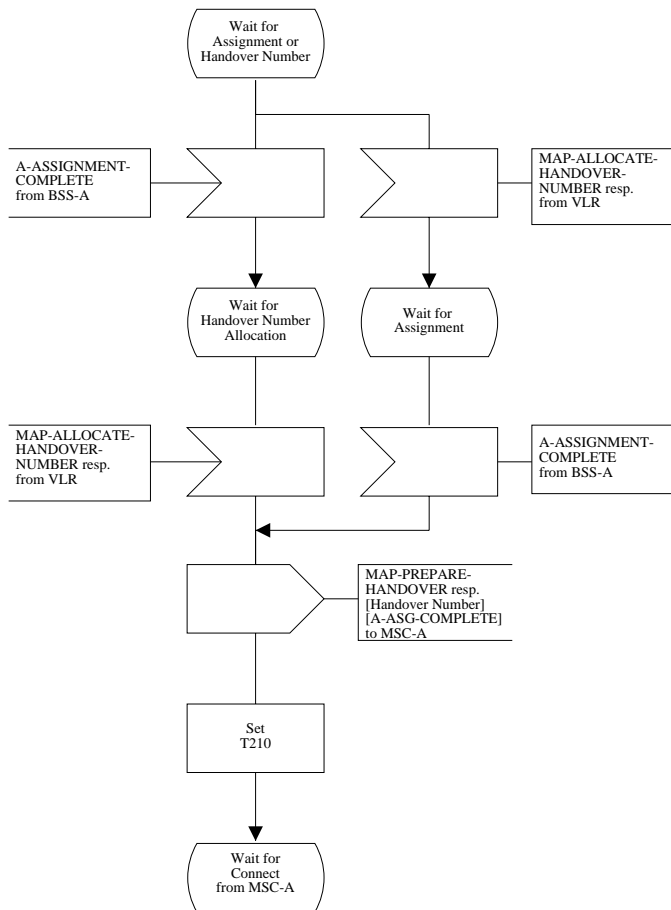 Wait for
Assignment or
Handover Number
A-ASSIGNMENT-
COMPLETE
from BSS-A
MAP-ALLOCATE-
HANDOVER-
NUMBER resp.
from VLR
Wait for
Handover Number
Allocation
Wait for
Assignment
MAP-ALLOCATE-
HANDOVER-
NUMBER resp.
from VLR
A-ASSIGNMENT-
COMPLETE
from BSS-A
MAP-PREPARE-
HANDOVER resp.
[Handover Number]
[A-ASG-COMPLETE]
to MSC-A
Set
T210
Wait for
Connect
from MSC-A